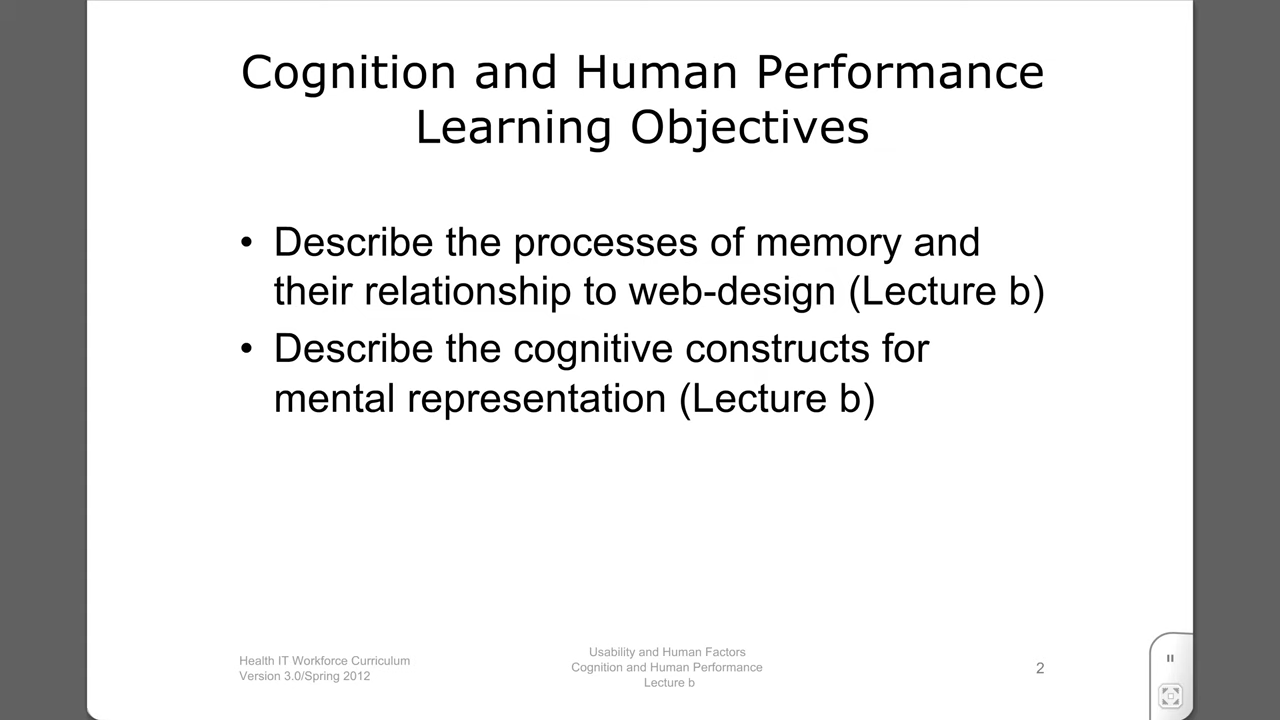 Cognition and Human Performance
Learning Objectives
• Describe the processes of memory and
their relationship to web-design (Lecture b)
• Describe the cognitive constructs for
mental representation (Lecture b)
Health IT Workforce Curriculum
Version 3.0/Spring 2012
Usability and Human Factors
Cognition and Human Performance
Lecture b
2